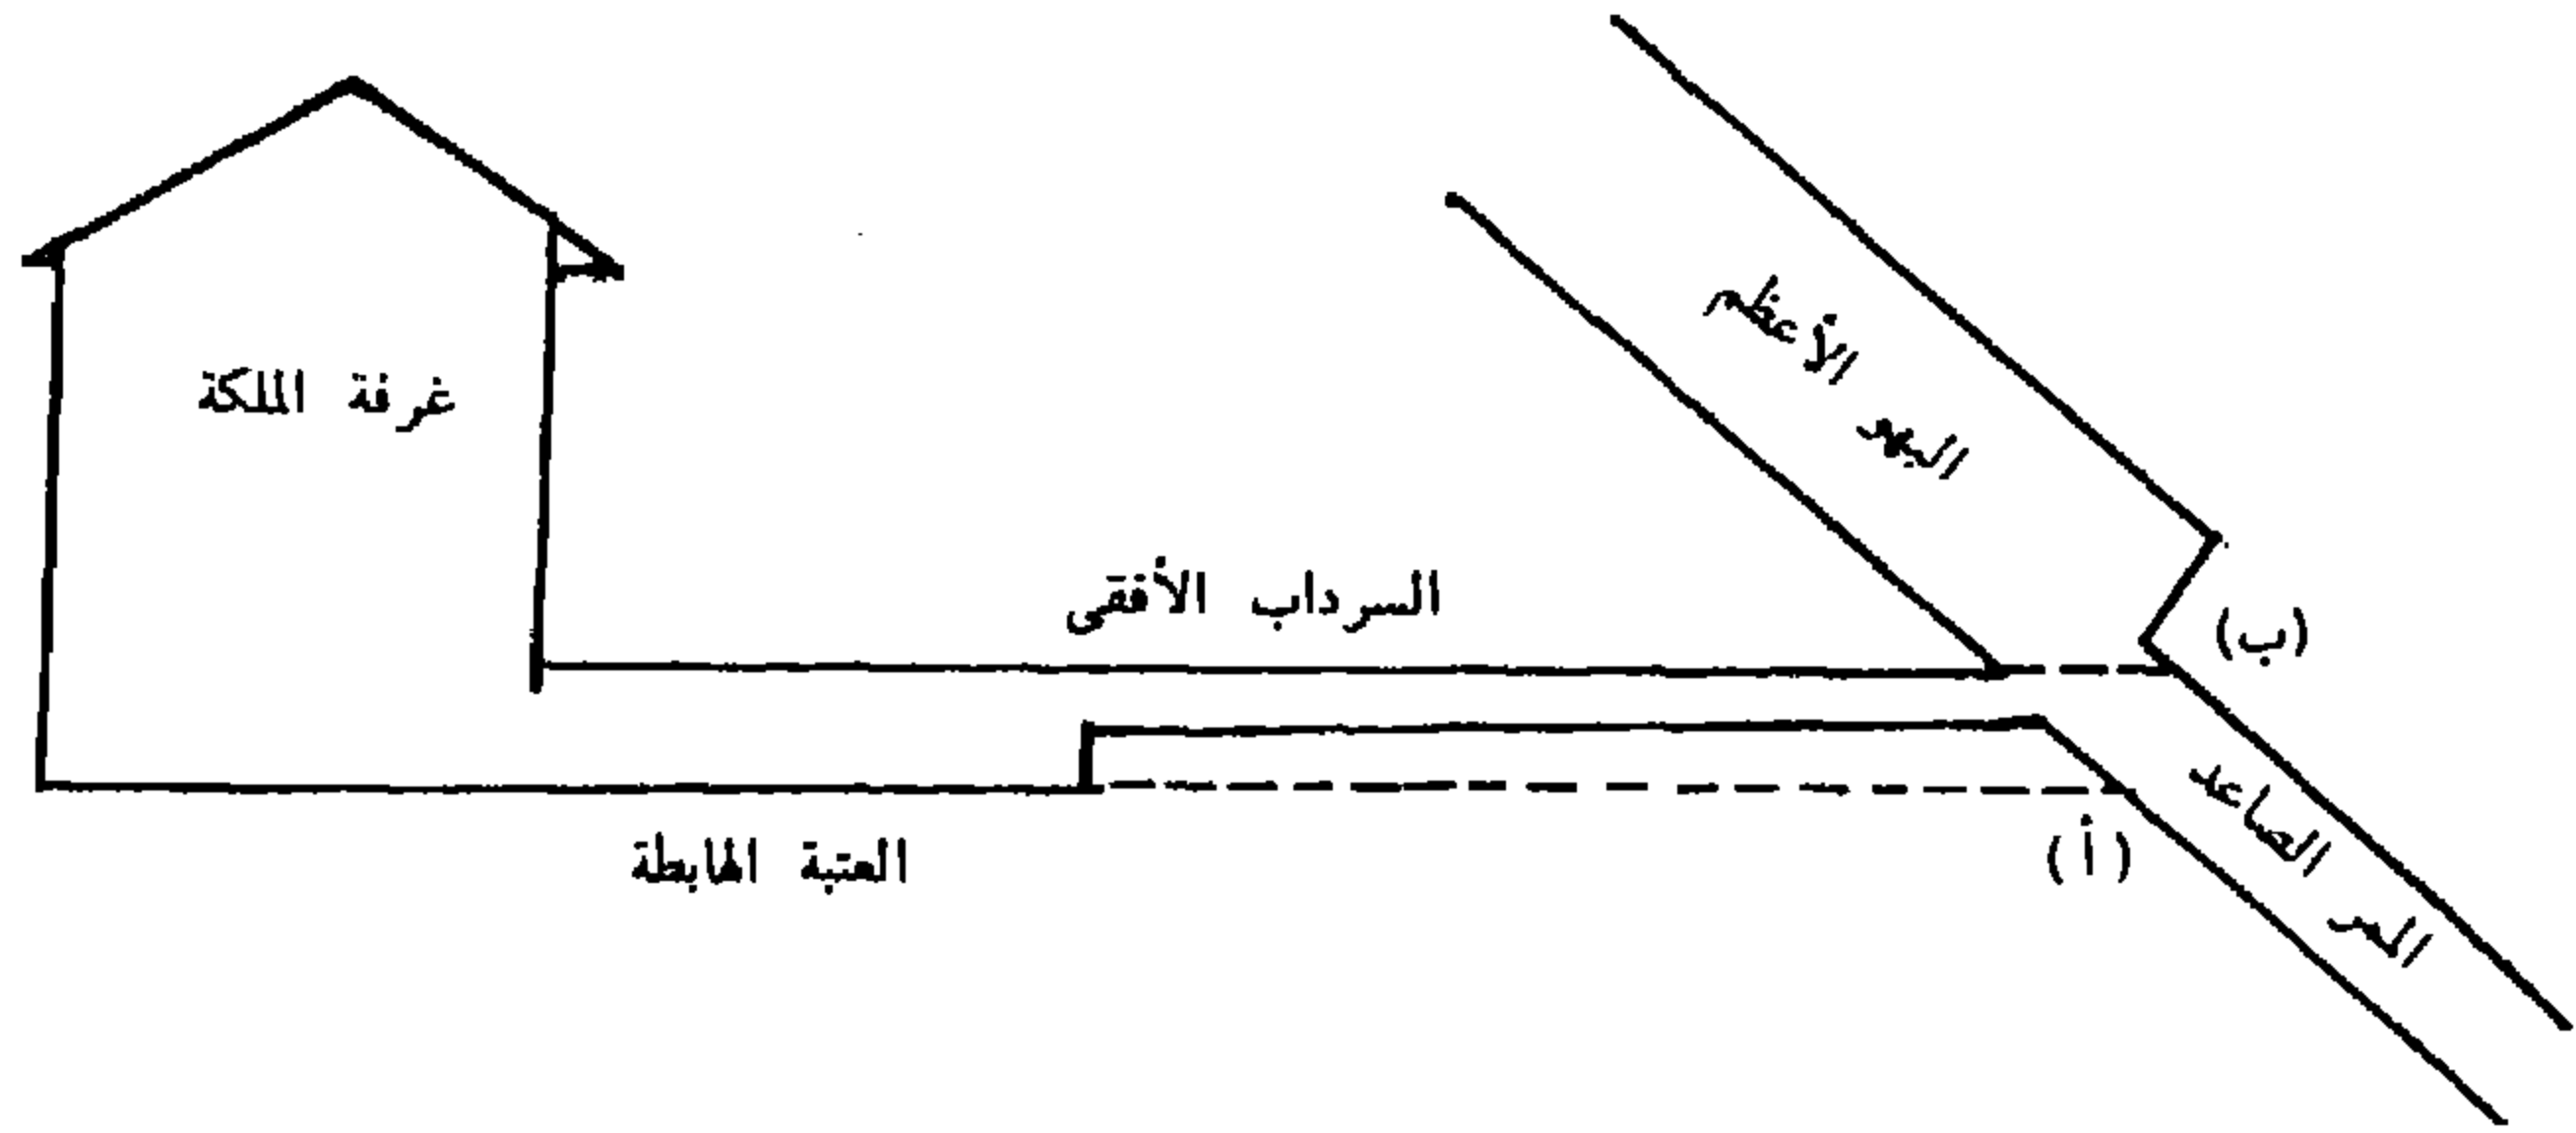 البهو الأعظم
غرفة الملكة
السرداب الأفقى
(ب)
الممر الصاعد
(أ)
العتبة الهابطة